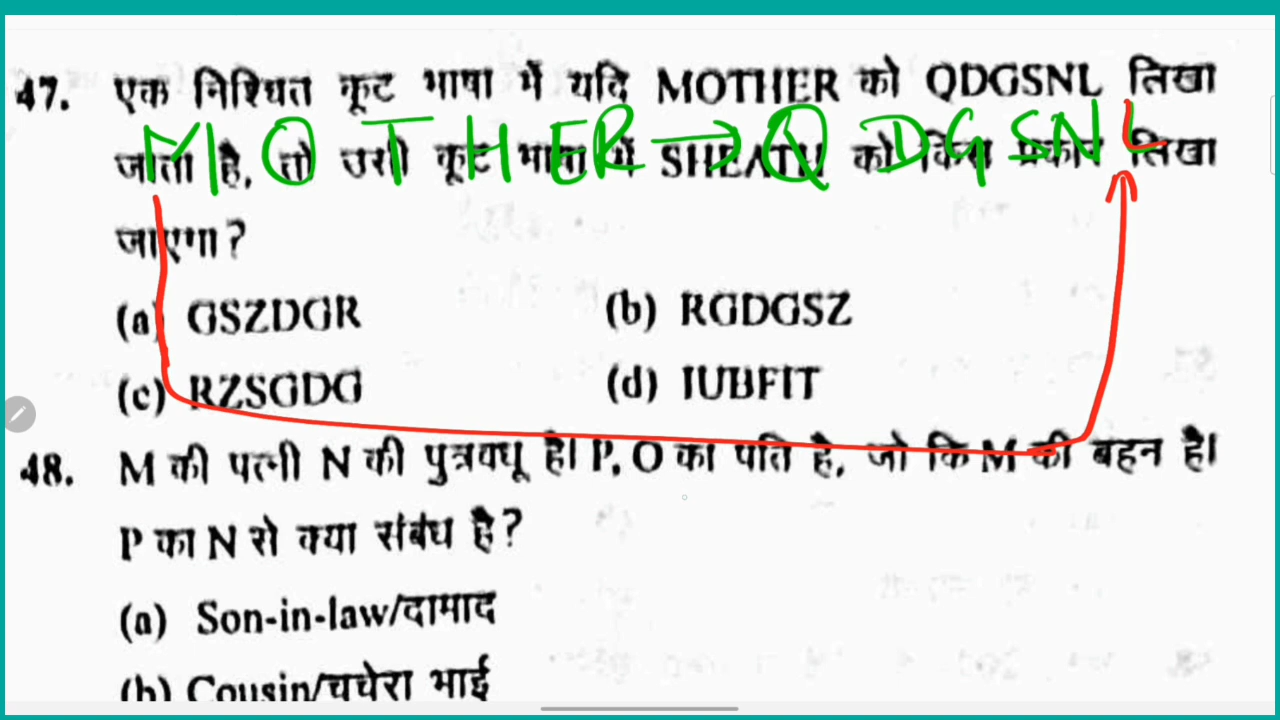 47. एक निश्चित कूट भाषा में यदि MOTHER को QDGSNL लिखा
M O T H E R → Q D G S N L
जाता है, तो उसी कूट भाषा में SHEATH को किस प्रकार लिखा
जाएगा?
(a) GSZDGR (b) RGDGSZ
(c) RZSGDG (d) IUBFIT
48. M की पत्नी N की पुत्रवधू है। P, O का पति है, जो कि M की बहन है।
P का N से क्या संबंध है?
(a) Son-in-law/दामाद
(b) Cousin/चचेरा भाई